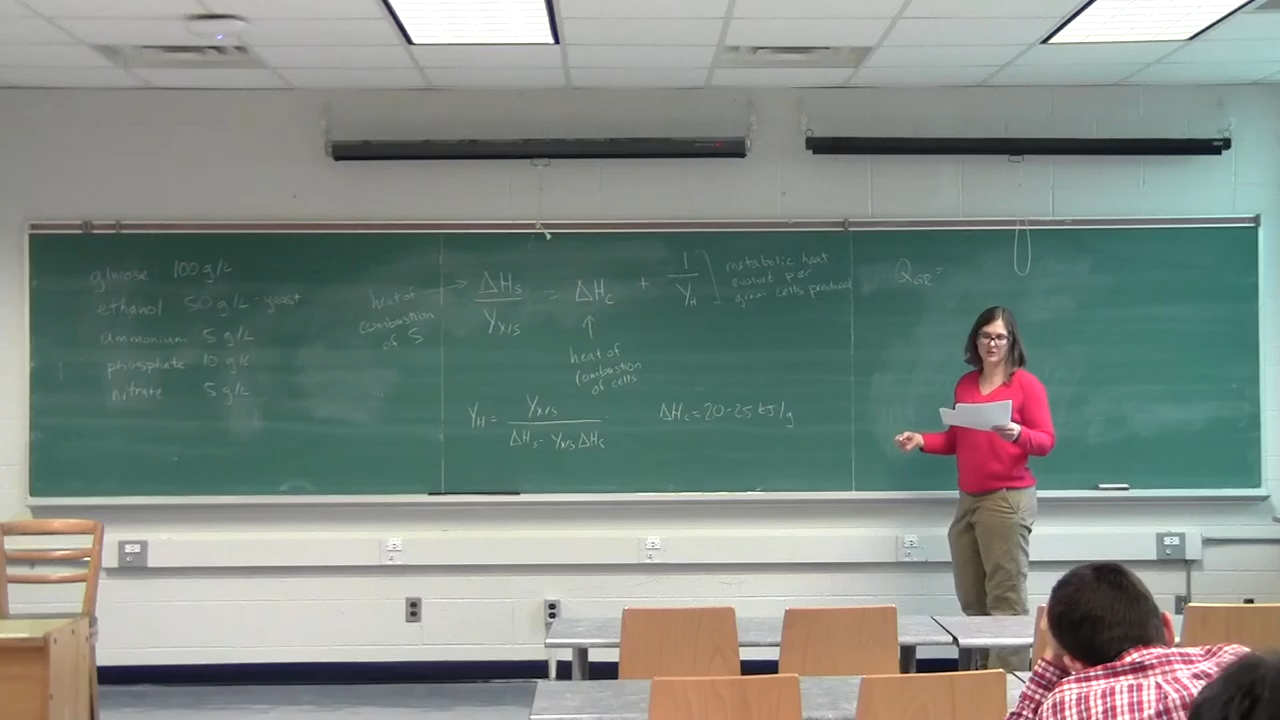 glucose 100 g/L
ethanol 50 g/L - yeast
ammonium 5 g/L
phosphate 10 g/L
nitrate 5 g/L
heat of
combustion
of S
ΔHs / Yx/s = ΔHc + 1 / YH
metabolic heat
evolved per
gram cells produced
heat of
combustion
of cells
YH = Yx/s / ΔHs - Yx/s ΔHc
ΔHc = 20-25 kJ/g
QGR =